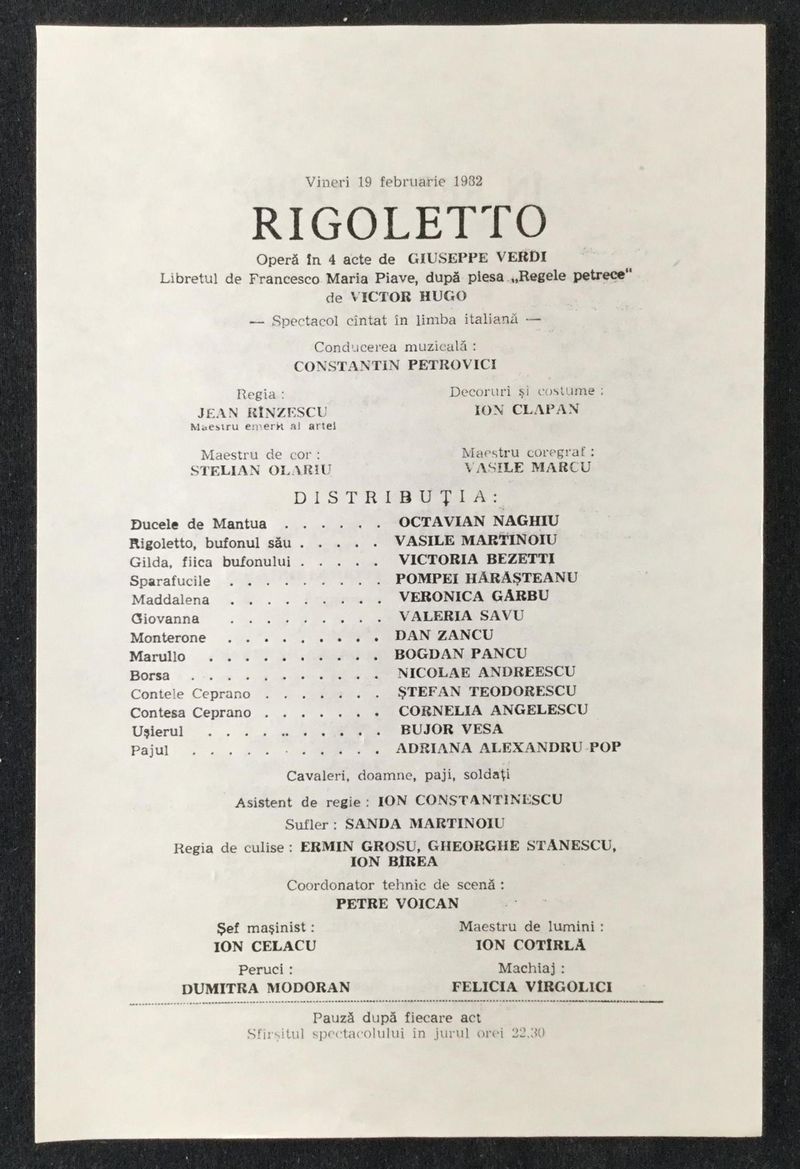 Vineri 19 februarie 1982
RIGOLETTO
Operă în 4 acte de GIUSEPPE VERDI
Libretul de Francesco Maria Piave, după piesa „Regele petrece"
de VICTOR HUGO
— Spectacol cîntat în limba italiană —
Conducerea muzicală :
CONSTANTIN PETROVICI
Regia :
JEAN RÎNZESCU
Maestru emerit al artei
Decoruri și costume :
ION CLAPAN
Maestru de cor :
STELIAN OLARIU
Maestru coregraf :
VASILE MARCU
DISTRIBUȚIA:
Ducele de Mantua . . . . . . OCTAVIAN NAGHIU
Rigoletto, bufonul său . . . . . VASILE MARTINOIU
Gilda, fiica bufonului . . . . . VICTORIA BEZETTI
Sparafucile . . . . . . . . . POMPEI HĂRĂȘTEANU
Maddalena . . . . . . . . . VERONICA GÂRBU
Giovanna . . . . . . . . . VALERIA SAVU
Monterone . . . . . . . . . DAN ZANCU
Marullo . . . . . . . . . . BOGDAN PANCU
Borsa . . . . . . . . . . . NICOLAE ANDREESCU
Contele Ceprano . . . . . . . ȘTEFAN TEODORESCU
Contesa Ceprano . . . . . . . CORNELIA ANGELESCU
Ușierul . . . . .. . . . . . BUJOR VESA
Pajul . . . . . . . . . . . ADRIANA ALEXANDRU POP
Cavaleri, doamne, paji, soldați
Asistent de regie : ION CONSTANTINESCU
Sufler : SANDA MARTINOIU
Regia de culise : ERMIN GROSU, GHEORGHE STĂNESCU,
ION BÎREA
Coordonator tehnic de scenă :
PETRE VOICAN
Șef mașinist :
ION CELACU
Maestru de lumini :
ION COTÎRLĂ
Peruci :
DUMITRA MODORAN
Machiaj :
FELICIA VÎRGOLICI
Pauză după fiecare act
Sfîrșitul spectacolului în jurul orei 22,30